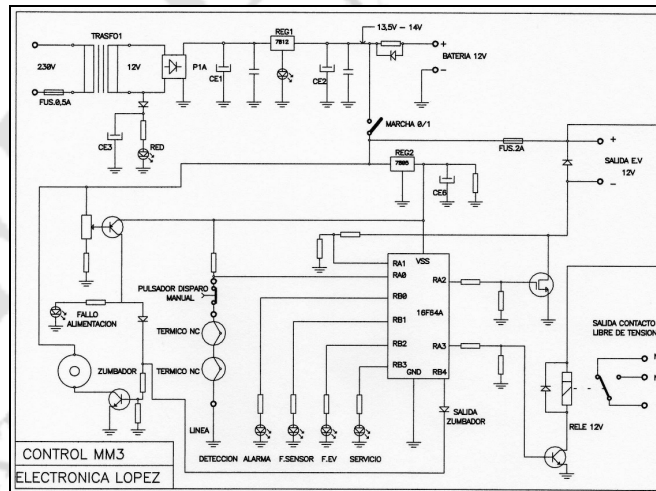 TRASFO1
REG1
7812
13,5V - 14V
230V
12V
P1A
CE1
CE2
BATERIA 12V
FUS.0,5A
CE3
RED
MARCHA 0/1
REG2
7805
FUS.2A
CE6
SALIDA E.V
12V
RA1
VSS
RA0
RA2
PULSADOR DISPARO
MANUAL
RB0
16F84A
RB1
FALLO
ALIMENTACION
TERMICO NC
RB2
RA3
SALIDA CONTACTO
LIBRE DE TENSION
TERMICO NC
RB3
ZUMBADOR
GND
RB4
SALIDA
ZUMBADOR
LINEA
RELE 12V
DETECCION
ALARMA
F.SENSOR
F.EV
SERVICIO
CONTROL MM3
ELECTRONICA LOPEZ